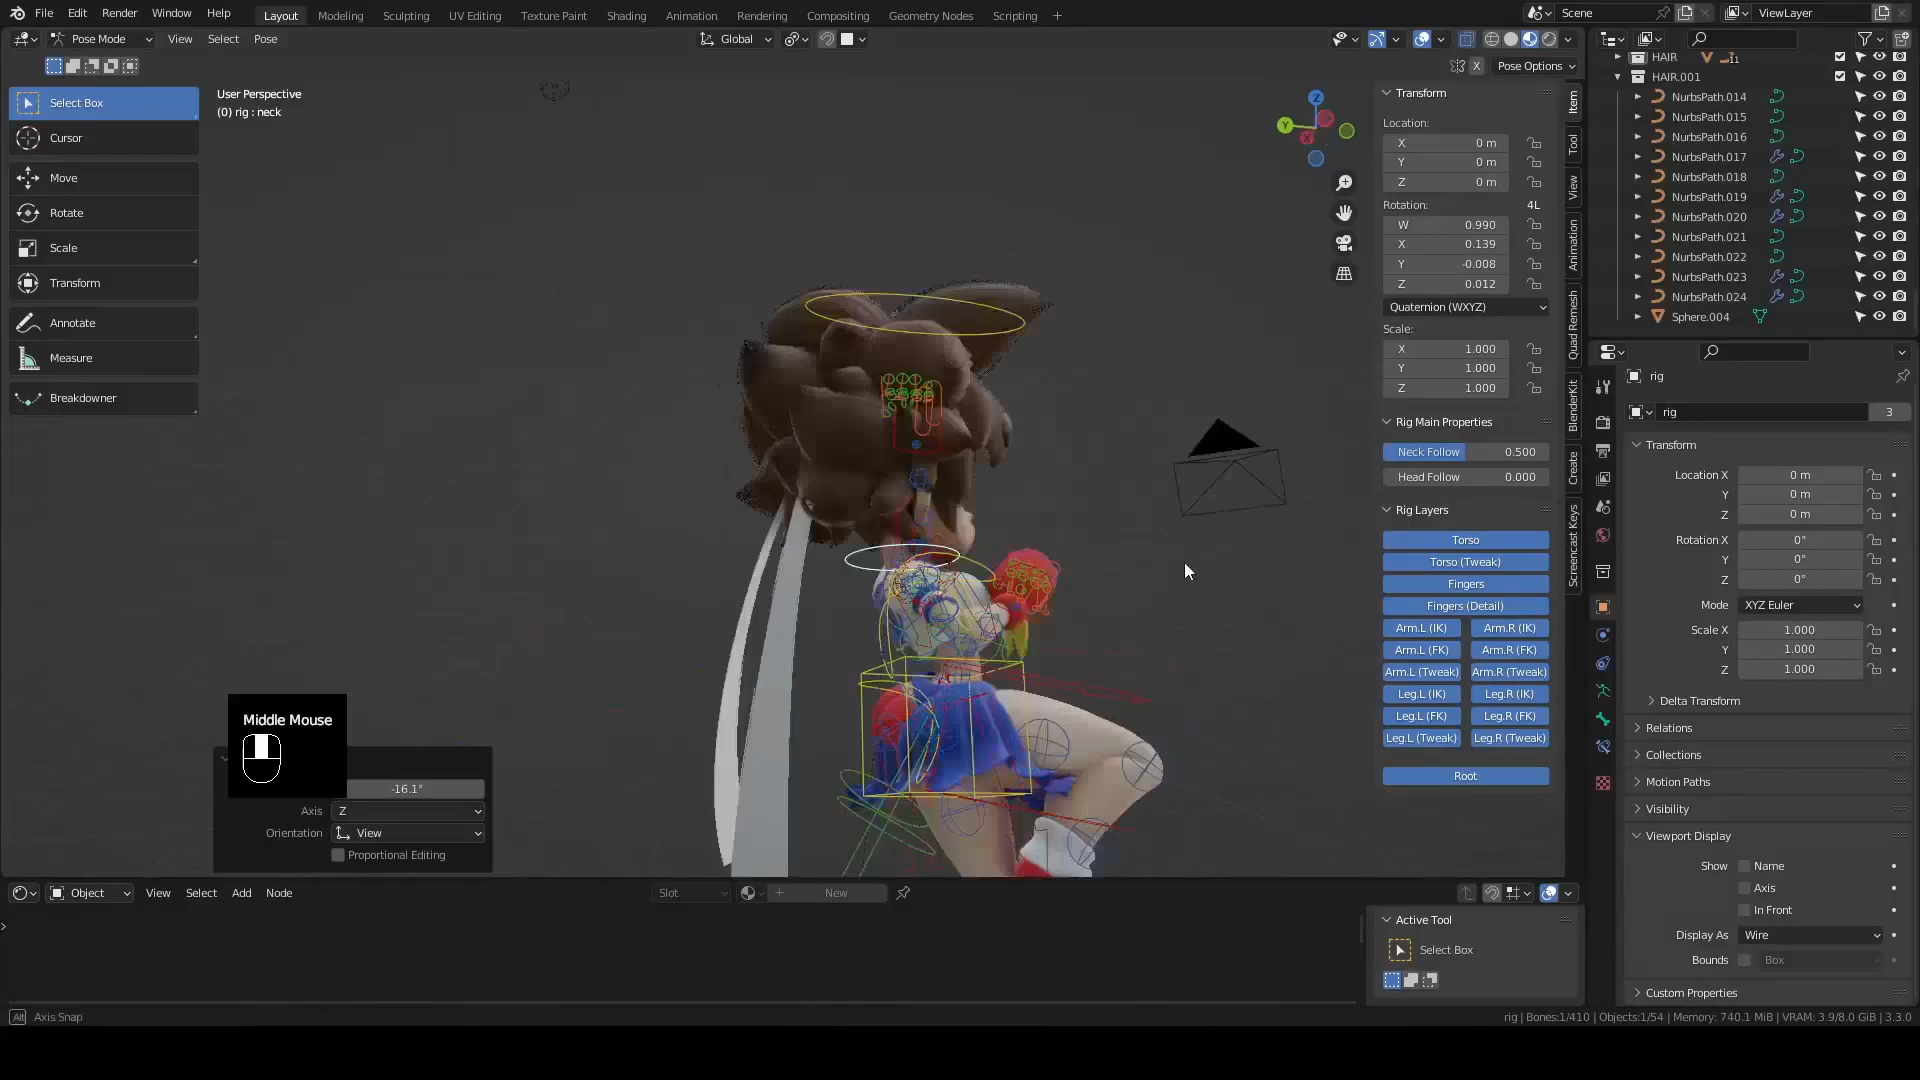 File Edit Render Window Help
Layout Modeling Sculpting UV Editing Texture Paint Shading Animation Rendering Compositing Geometry Nodes Scripting +
Scene
ViewLayer
Pose Mode View Select Pose
Global
X Pose Options
Select Box
Cursor
Move
Rotate
Scale
Transform
Annotate
Measure
Breakdowner
User Perspective
(0) rig : neck
Z
Y
X
Transform
Location:
X 0 m
Y 0 m
Z 0 m
Rotation: 4L
W 0.990
X 0.139
Y -0.008
Z 0.012
Quaternion (WXYZ)
Scale:
X 1.000
Y 1.000
Z 1.000
Rig Main Properties
Neck Follow 0.500
Head Follow 0.000
Rig Layers
Torso
Torso (Tweak)
Fingers
Fingers (Detail)
Arm.L (IK) Arm.R (IK)
Arm.L (FK) Arm.R (FK)
Arm.L (Tweak) Arm.R (Tweak)
Leg.L (IK) Leg.R (IK)
Leg.L (FK) Leg.R (FK)
Leg.L (Tweak) Leg.R (Tweak)
Root
Item
Tool
View
Animation
Quad Remesh
BlenderKit
Create
Screencast Keys
HAIR 11
HAIR.001
NurbsPath.014
NurbsPath.015
NurbsPath.016
NurbsPath.017
NurbsPath.018
NurbsPath.019
NurbsPath.020
NurbsPath.021
NurbsPath.022
NurbsPath.023
NurbsPath.024
Sphere.004
rig
rig 3
Transform
Location X 0 m
Y 0 m
Z 0 m
Rotation X 0°
Y 0°
Z 0°
Mode XYZ Euler
Scale X 1.000
Y 1.000
Z 1.000
Delta Transform
Relations
Collections
Motion Paths
Visibility
Viewport Display
Show Name
Axis
In Front
Display As Wire
Bounds Box
Custom Properties
Middle Mouse
-16.1°
Axis Z
Orientation View
Proportional Editing
Object View Select Add Node
Slot New
Active Tool
Select Box
Alt Axis Snap
rig | Bones:1/410 | Objects:1/54 | Memory: 740.1 MiB | VRAM: 3.9/8.0 GiB | 3.3.0